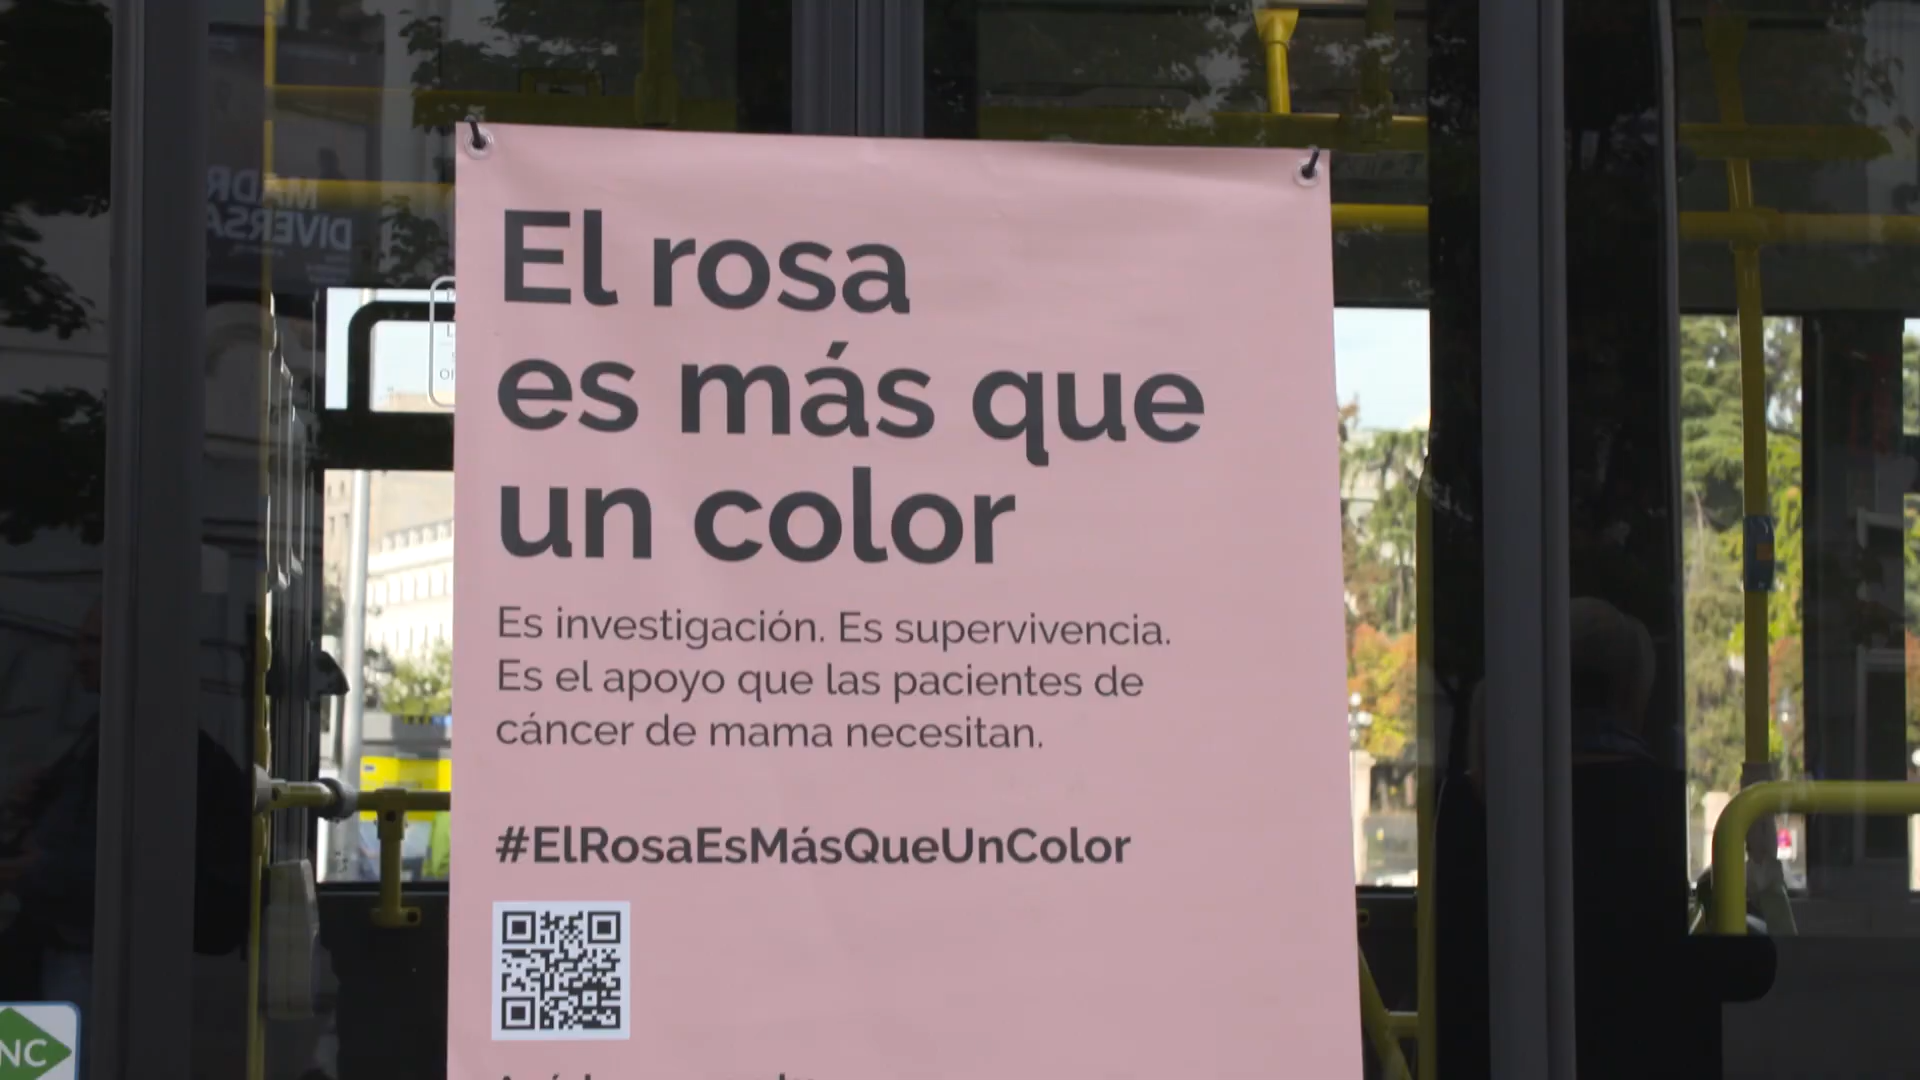 El rosa
es más que
un color
Es investigación. Es supervivencia.
Es el apoyo que las pacientes de
cáncer de mama necesitan.
#ElRosaEsMásQueUnColor
NC